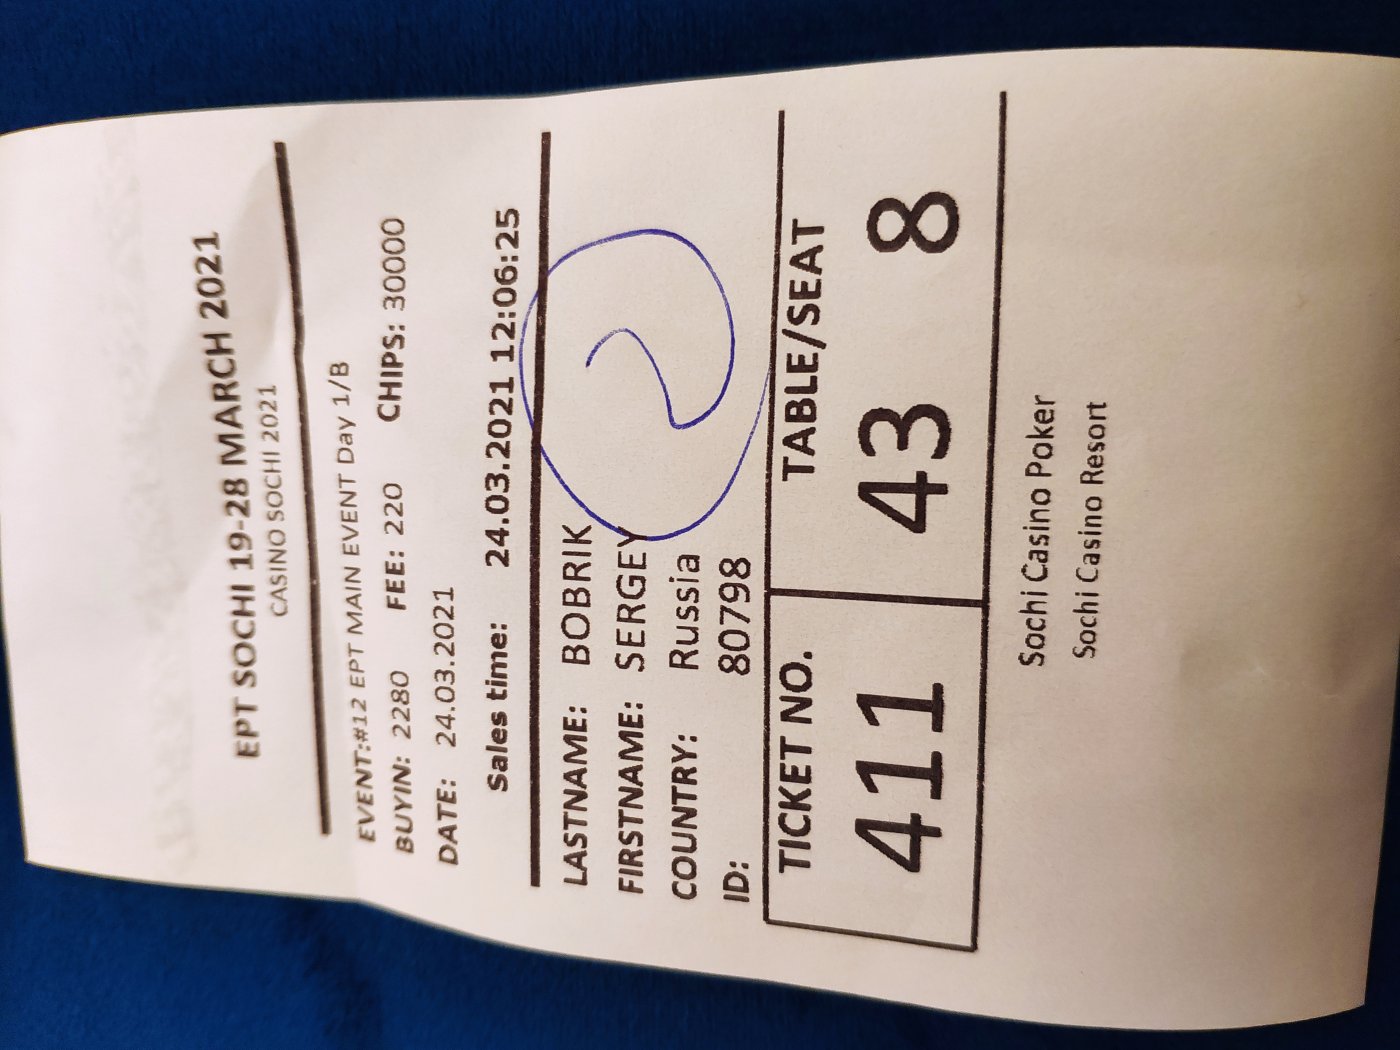 EPT SOCHI 19-28 MARCH 2021
CASINO SOCHI 2021
EVENT:#12 EPT MAIN EVENT Day 1/B
BUYIN: 2280 FEE: 220 CHIPS: 30000
DATE: 24.03.2021
Sales time: 24.03.2021 12:06:25
LASTNAME: BOBRIK
FIRSTNAME: SERGEY
COUNTRY: Russia
ID: 80798
TICKET NO. TABLE/SEAT
411 43 8
Sochi Casino Poker
Sochi Casino Resort